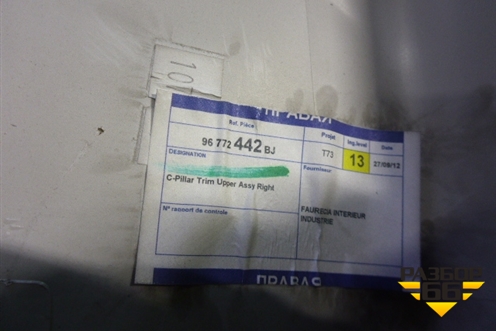 10
ПРАВАЯ
Ref. Pièce
Projet
Ing.level
Date
96 772 442 BJ
T73
13
27/09/12
DESIGNATION
Fournisseur
C-Pillar Trim Upper Assy Right
FAURECIA INTERIEUR
INDUSTRIE
N° rapport de controle
ПРАВАЯ
РАЗБОР
66